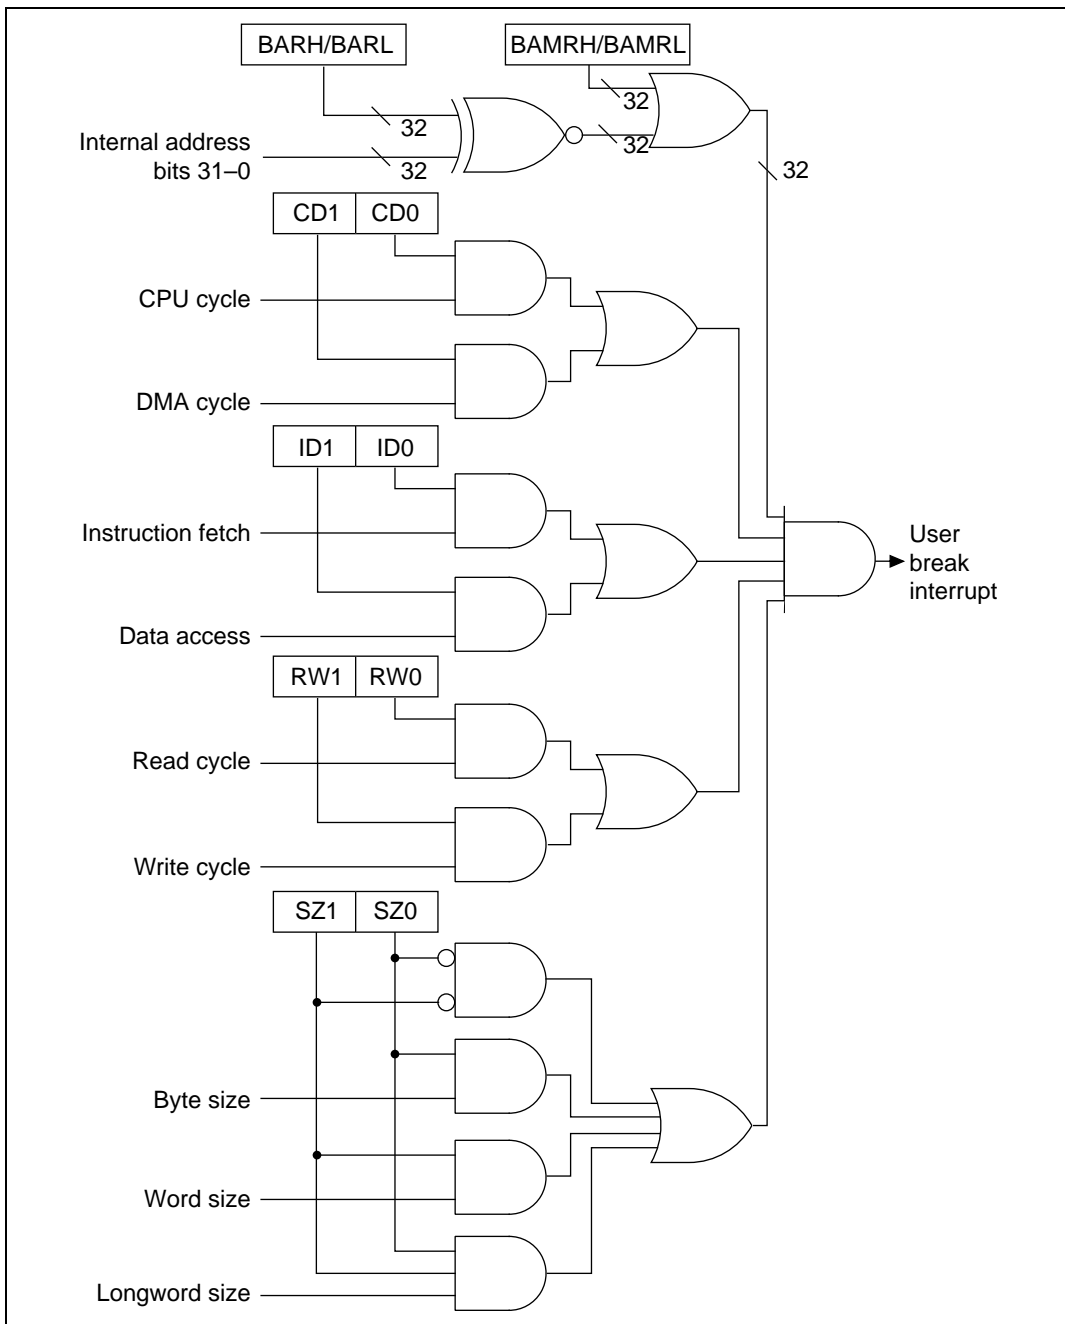 BARH/BARL
BAMRH/BAMRL
32
32
Internal address
bits 31–0
32
32
32
CD1
CD0
CPU cycle
DMA cycle
ID1
ID0
Instruction fetch
Data access
User
break
interrupt
RW1
RW0
Read cycle
Write cycle
SZ1
SZ0
Byte size
Word size
Longword size